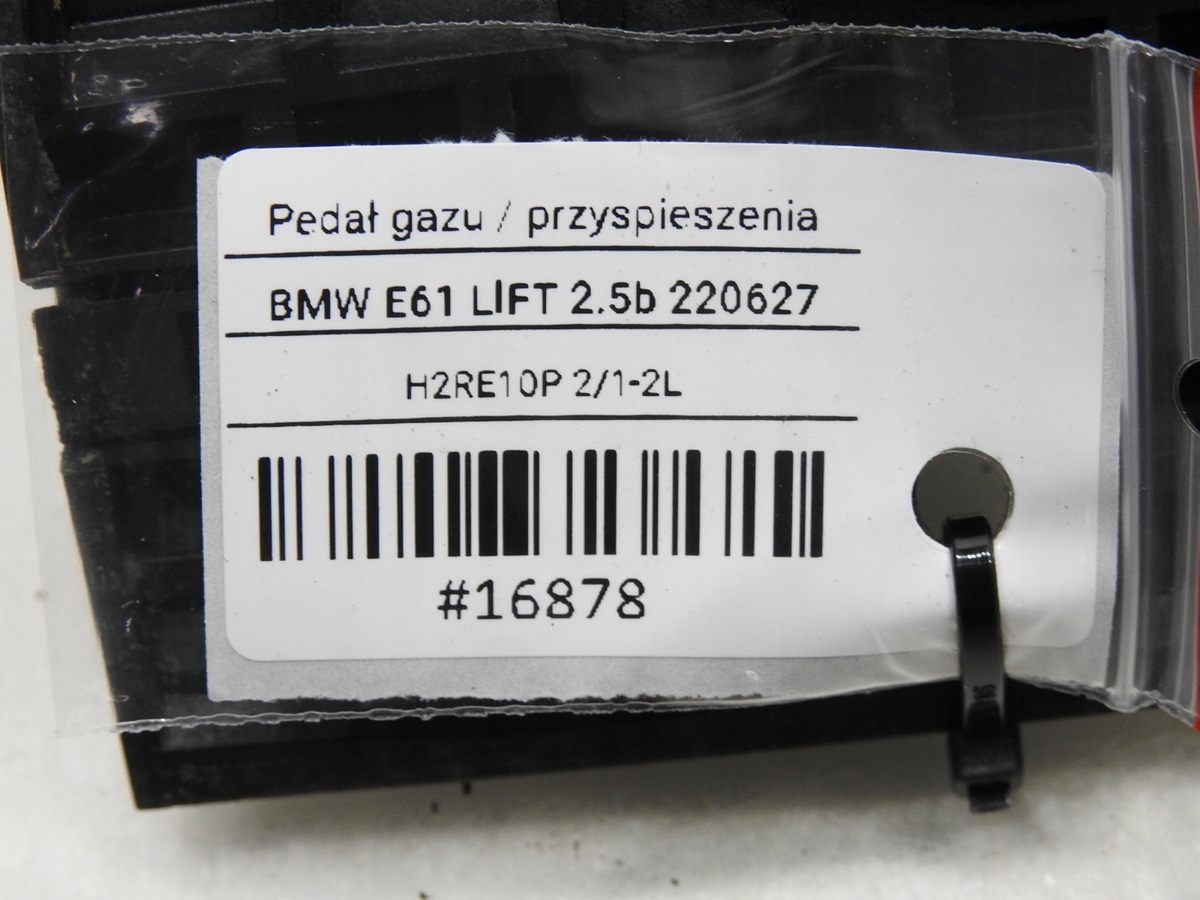 Pedał gazu / przyspieszenia
BMW E61 LIFT 2.5b 220627
H2RE10P 2/1-2L
#16878